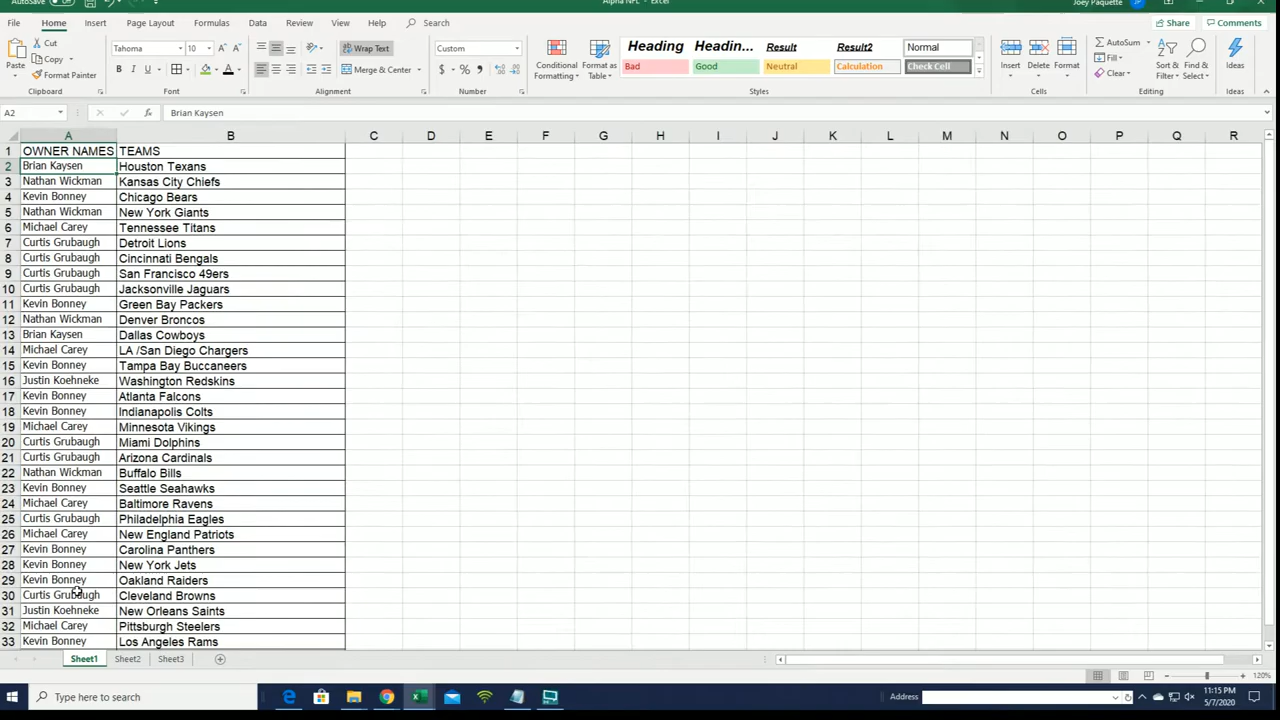 AutoSave Off Alpha NFL - Excel Joey Paquette
File Home Insert Page Layout Formulas Data Review View Help Search Share Comments
Paste Cut Copy Format Painter Clipboard
Tahoma 10 B I U A A Font
Wrap Text Merge & Center Alignment
Custom $ % , Number
Conditional Formatting Format as Table
Heading Headin... Result Result2 Normal
Bad Good Neutral Calculation Check Cell
Styles
Insert Delete Format Cells
AutoSum Fill Clear Sort & Filter Find & Select Editing
Ideas Ideas
A2 fx Brian Kaysen
A B C D E F G H I J K L M N O P Q R
1 OWNER NAMES TEAMS
2 Brian Kaysen Houston Texans
3 Nathan Wickman Kansas City Chiefs
4 Kevin Bonney Chicago Bears
5 Nathan Wickman New York Giants
6 Michael Carey Tennessee Titans
7 Curtis Grubaugh Detroit Lions
8 Curtis Grubaugh Cincinnati Bengals
9 Curtis Grubaugh San Francisco 49ers
10 Curtis Grubaugh Jacksonville Jaguars
11 Kevin Bonney Green Bay Packers
12 Nathan Wickman Denver Broncos
13 Brian Kaysen Dallas Cowboys
14 Michael Carey LA /San Diego Chargers
15 Kevin Bonney Tampa Bay Buccaneers
16 Justin Koehneke Washington Redskins
17 Kevin Bonney Atlanta Falcons
18 Kevin Bonney Indianapolis Colts
19 Michael Carey Minnesota Vikings
20 Curtis Grubaugh Miami Dolphins
21 Curtis Grubaugh Arizona Cardinals
22 Nathan Wickman Buffalo Bills
23 Kevin Bonney Seattle Seahawks
24 Michael Carey Baltimore Ravens
25 Curtis Grubaugh Philadelphia Eagles
26 Michael Carey New England Patriots
27 Kevin Bonney Carolina Panthers
28 Kevin Bonney New York Jets
29 Kevin Bonney Oakland Raiders
30 Curtis Grubaugh Cleveland Browns
31 Justin Koehneke New Orleans Saints
32 Michael Carey Pittsburgh Steelers
33 Kevin Bonney Los Angeles Rams
Sheet1 Sheet2 Sheet3
120%
Type here to search Address 11:15 PM
5/7/2020